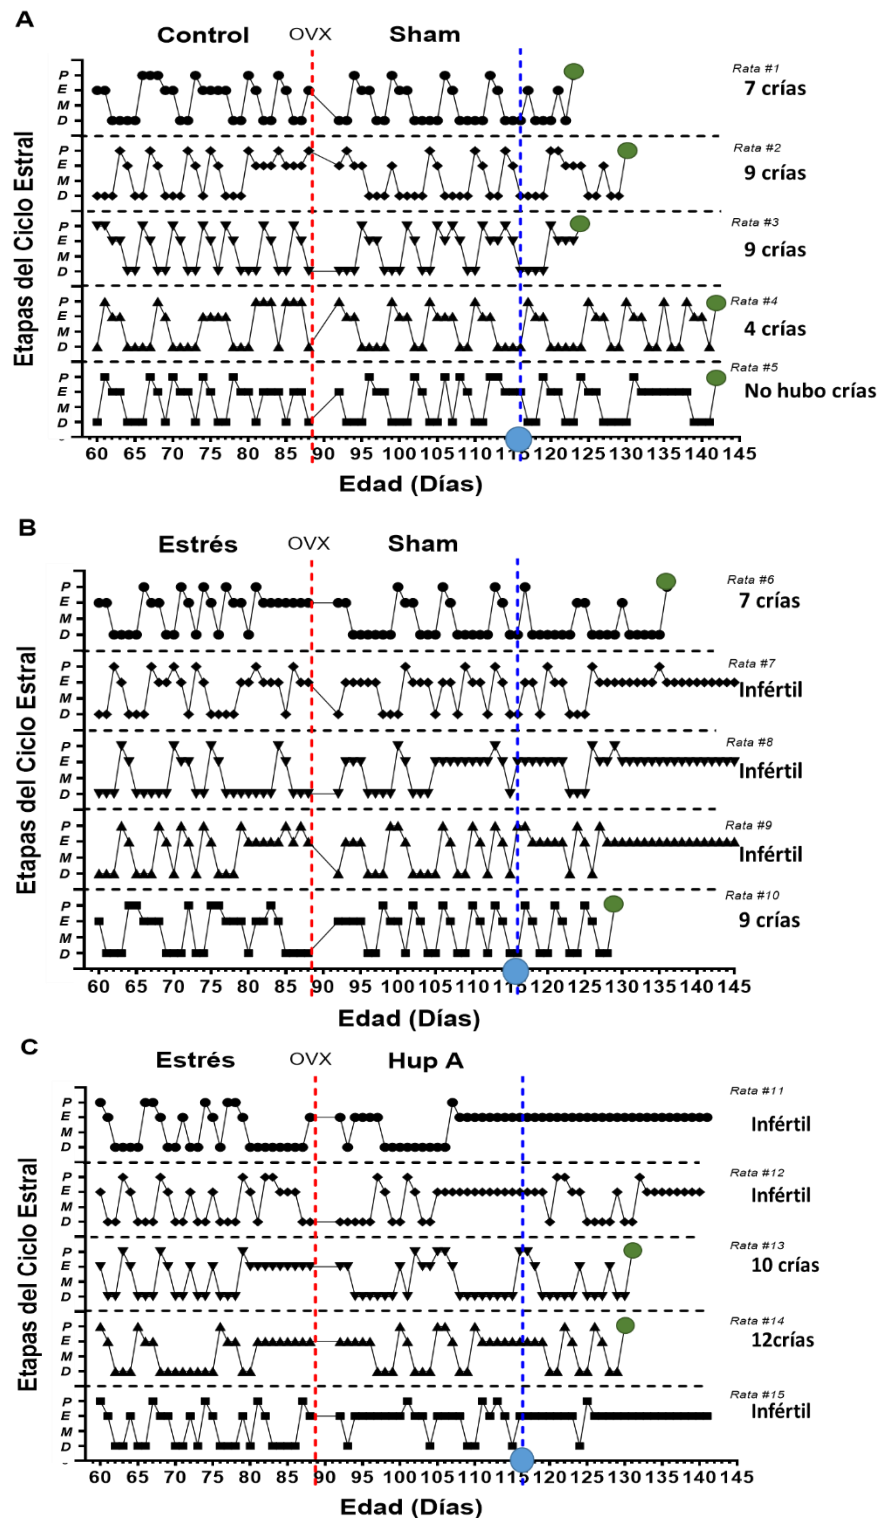 A
Control OVX Sham
Etapas del Ciclo Estral
P
E
M
D
Rata #1
7 crías
P
E
M
D
Rata #2
9 crías
P
E
M
D
Rata #3
9 crías
P
E
M
D
Rata #4
4 crías
P
E
M
D
Rata #5
No hubo crías
60 65 70 75 80 85 90 95 100 105 110 115 120 125 130 135 140 145
Edad (Días)
B
Estrés OVX Sham
Etapas del Ciclo Estral
P
E
M
D
Rata #6
7 crías
P
E
M
D
Rata #7
Infértil
P
E
M
D
Rata #8
Infértil
P
E
M
D
Rata #9
Infértil
P
E
M
D
Rata #10
9 crías
60 65 70 75 80 85 90 95 100 105 110 115 120 125 130 135 140 145
Edad (Días)
C
Estrés OVX Hup A
Etapas del Ciclo Estral
P
E
M
D
Rata #11
Infértil
P
E
M
D
Rata #12
Infértil
P
E
M
D
Rata #13
10 crías
P
E
M
D
Rata #14
12crías
P
E
M
D
Rata #15
Infértil
60 65 70 75 80 85 90 95 100 105 110 115 120 125 130 135 140 145
Edad (Días)